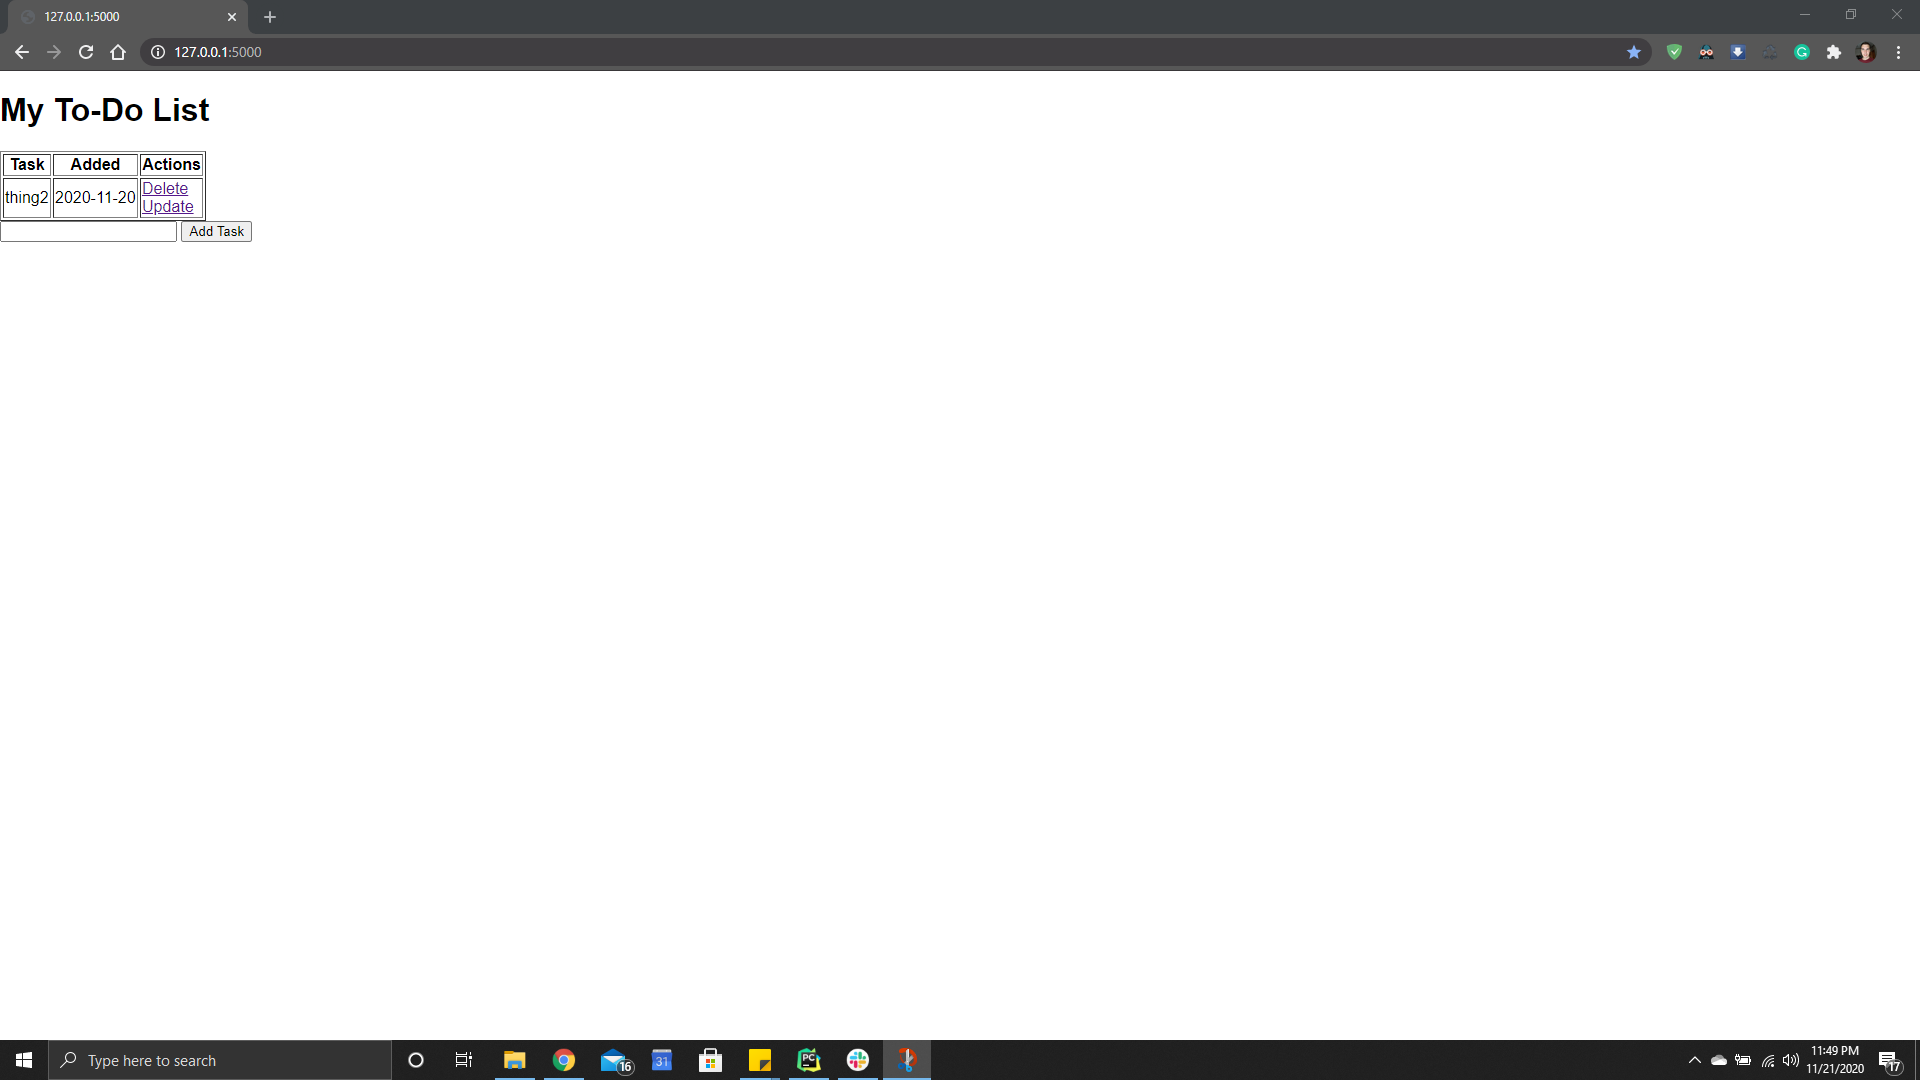 127.0.0.1:5000
127.0.0.1:5000
My To-Do List
Task Added Actions
thing2 2020-11-20 Delete
Update
Add Task
Type here to search
16
31
PC
11:49 PM
11/21/2020
17